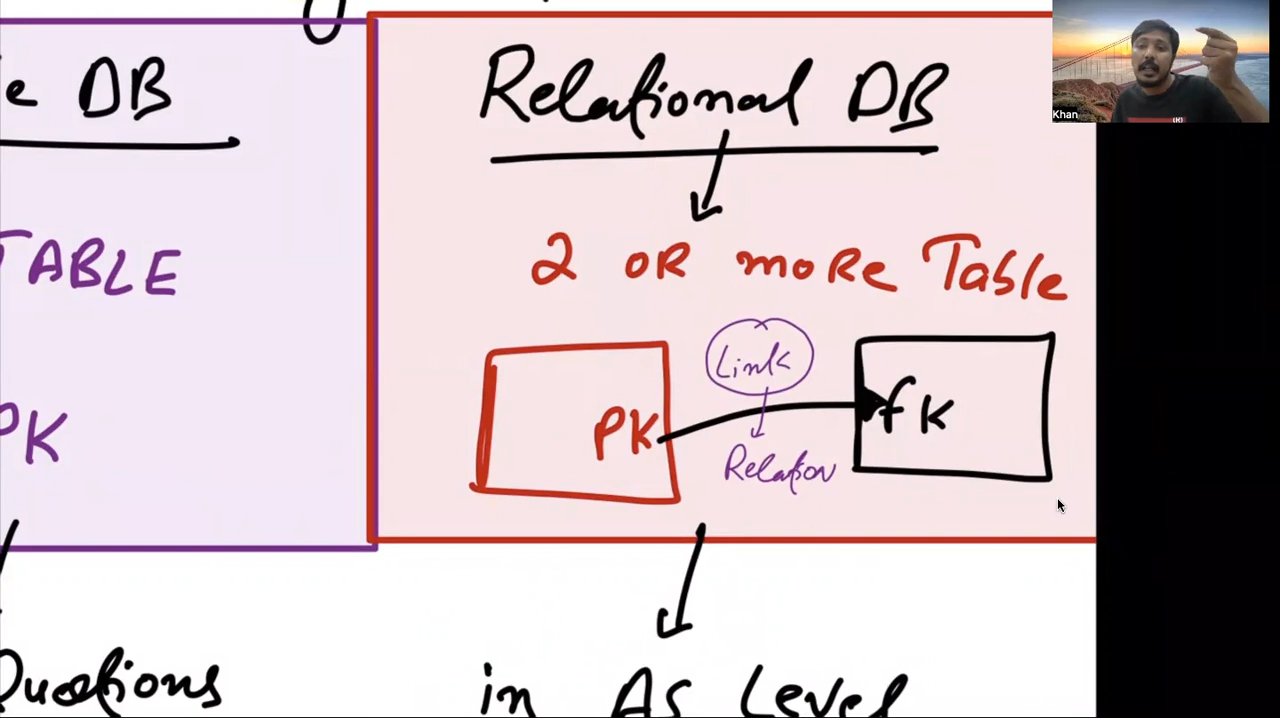 e DB
TABLE
PK
Questions
Relational DB
2 OR moRe Table
Link
PK
fK
Relation
in AS Level
Khan